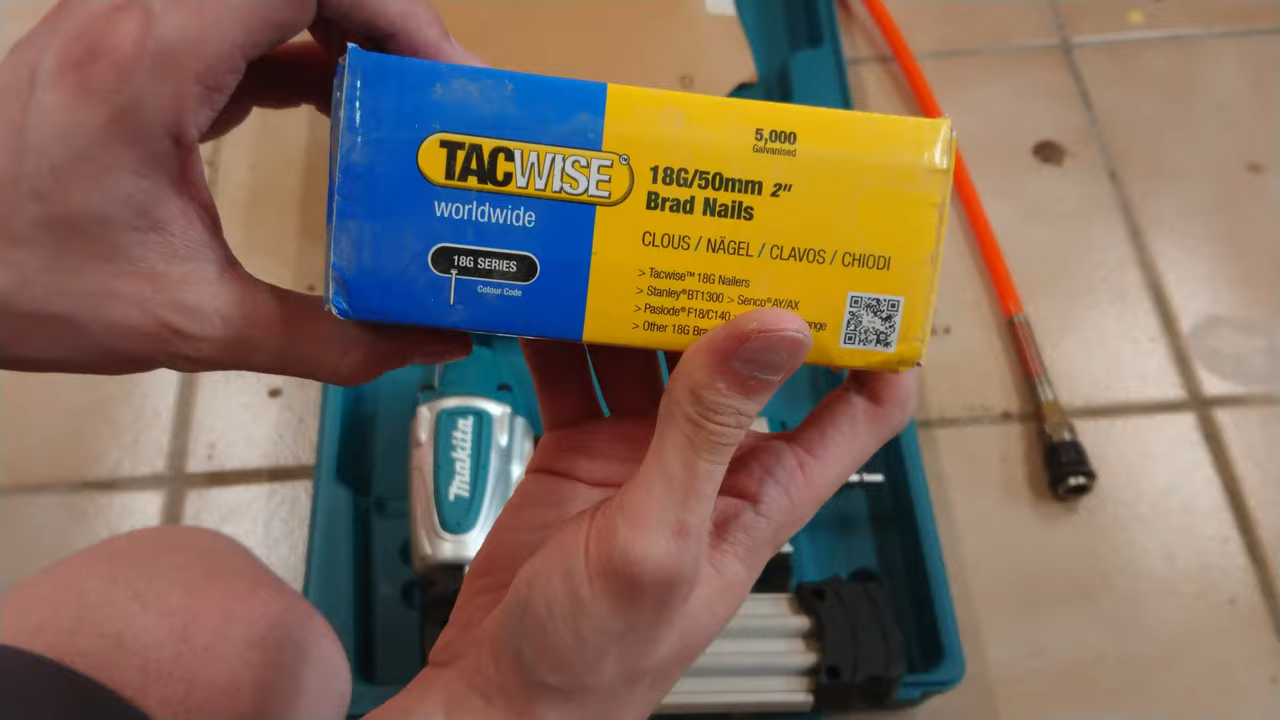 TACWISE™
worldwide
18G SERIES
Colour Code
5,000
Galvanised
18G/50mm 2"
Brad Nails
CLOUS / NÄGEL / CLAVOS / CHIODI
> Tacwise™ 18G Nailers
> Stanley®BT1300 > Senco®AY/AX
> Paslode®F18/C140 >
> Other 18G
makita